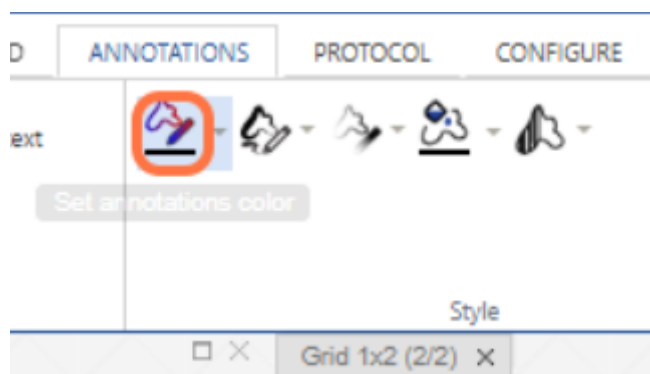 D ANNOTATIONS PROTOCOL CONFIGURE
ext
Set annotations color
Style
Grid 1x2 (2/2)